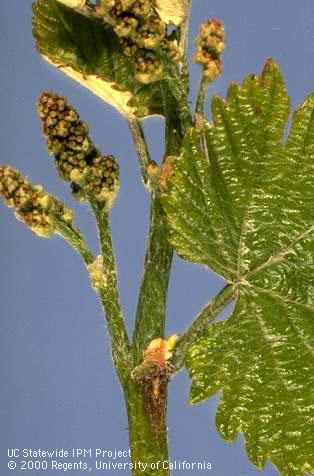 UC Statewide IPM Project
© 2000 Regents, University of California